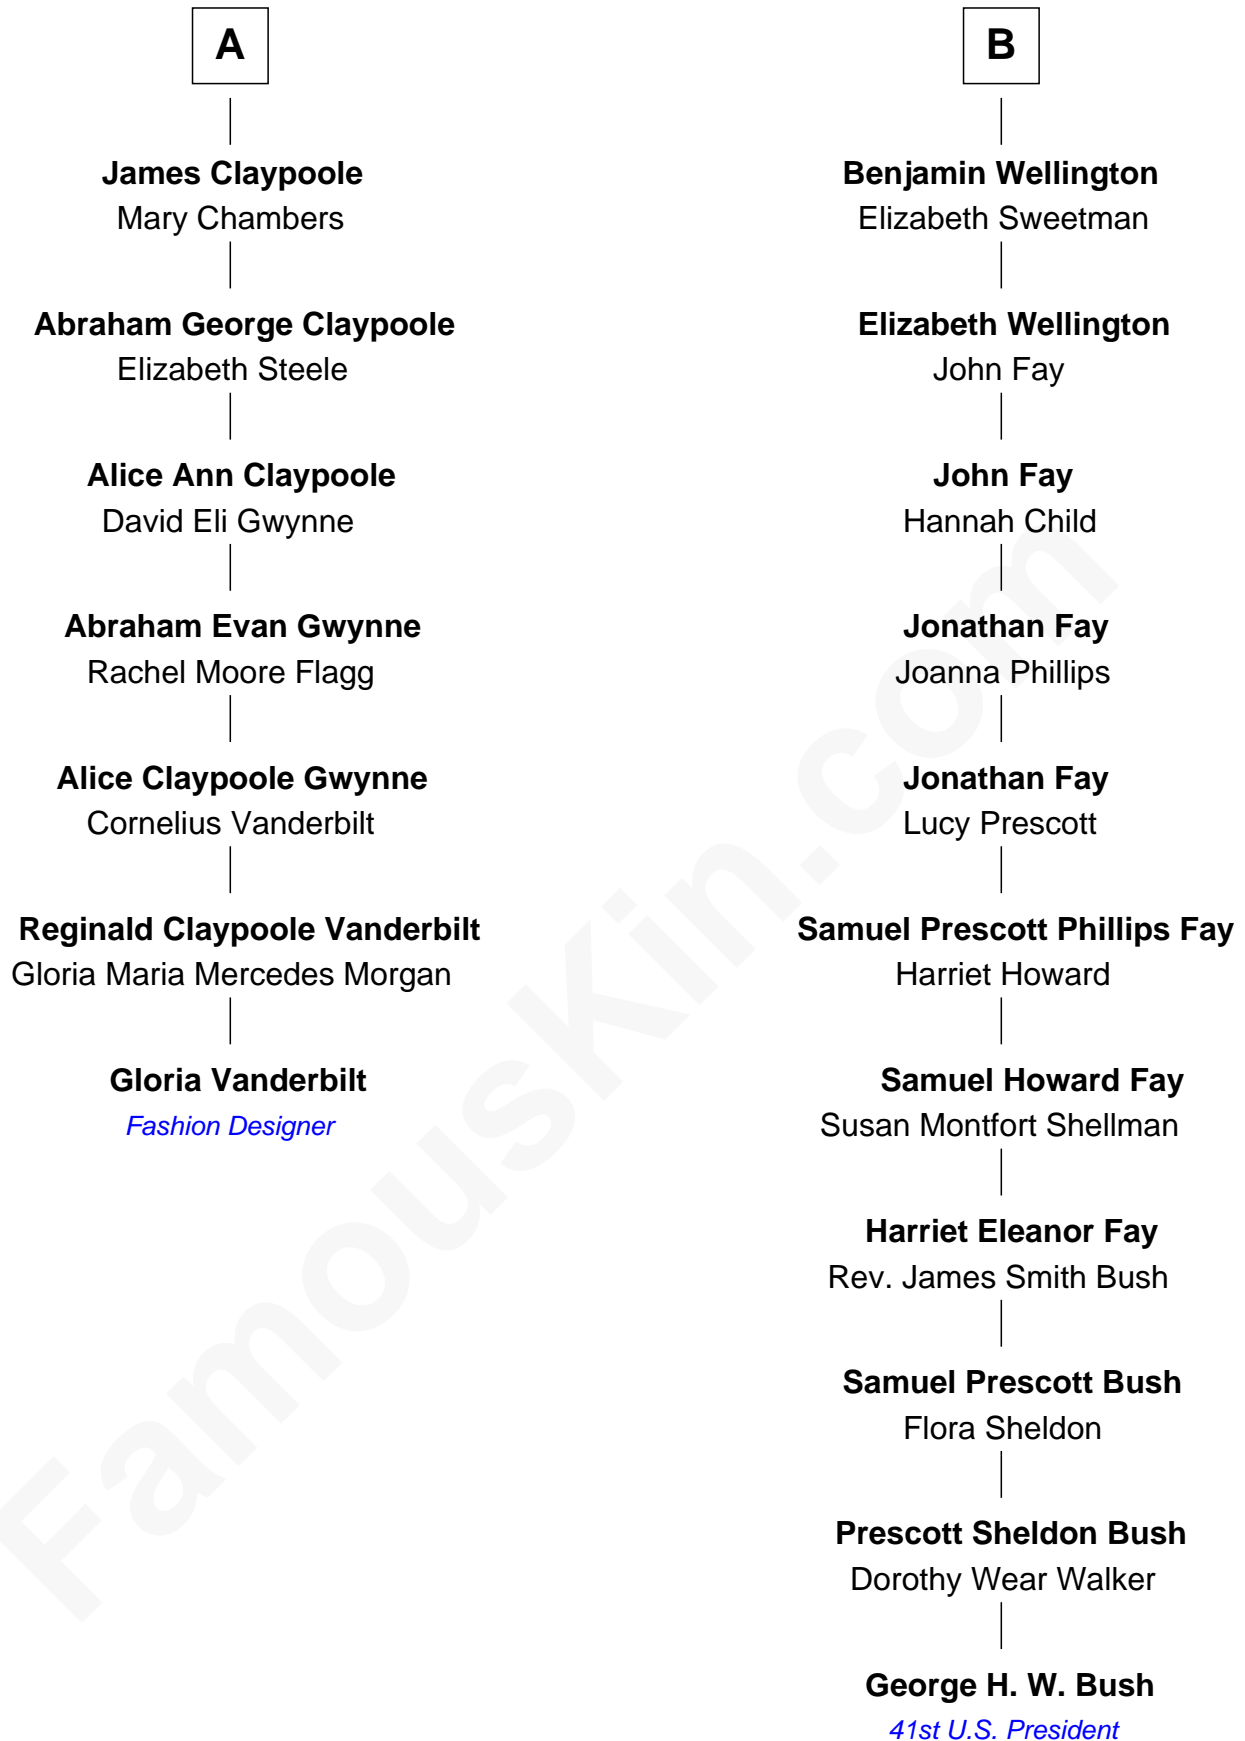 A
James Claypoole
Mary Chambers
Abraham George Claypoole
Elizabeth Steele
Alice Ann Claypoole
David Eli Gwynne
Abraham Evan Gwynne
Rachel Moore Flagg
Alice Claypoole Gwynne
Cornelius Vanderbilt
Reginald Claypoole Vanderbilt
Gloria Maria Mercedes Morgan
Gloria Vanderbilt
Fashion Designer
B
Benjamin Wellington
Elizabeth Sweetman
Elizabeth Wellington
John Fay
John Fay
Hannah Child
Jonathan Fay
Joanna Phillips
Jonathan Fay
Lucy Prescott
Samuel Prescott Phillips Fay
Harriet Howard
Samuel Howard Fay
Susan Montfort Shellman
Harriet Eleanor Fay
Rev. James Smith Bush
Samuel Prescott Bush
Flora Sheldon
Prescott Sheldon Bush
Dorothy Wear Walker
George H. W. Bush
41st U.S. President
FamousKin.com